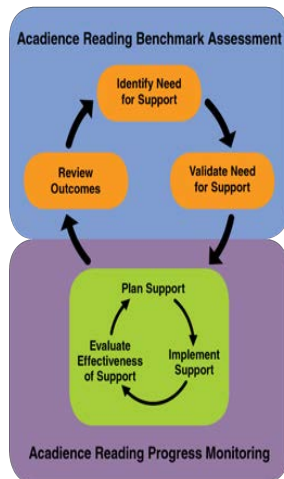 Acadience Reading Benchmark Assessment
Identify Need
for Support
Review
Outcomes
Validate Need
for Support
Plan Support
Evaluate
Effectiveness
of Support
Implement
Support
Acadience Reading Progress Monitoring